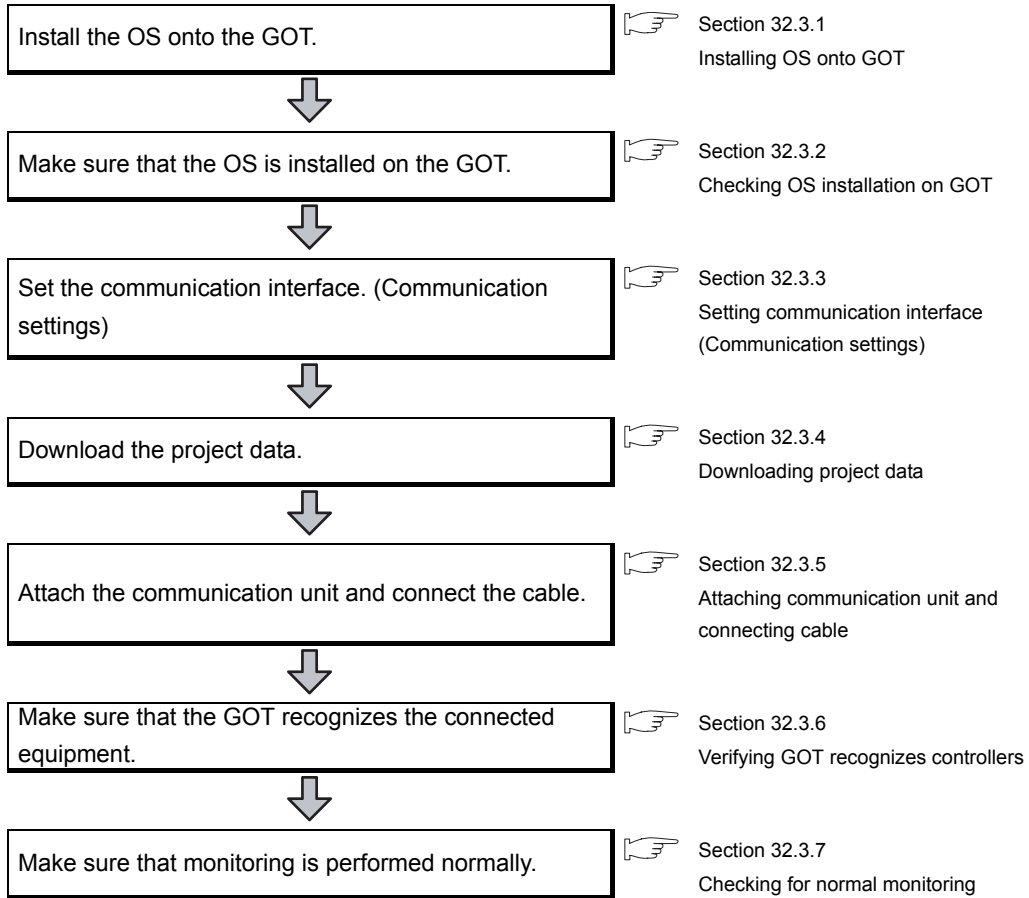 Install the OS onto the GOT.
Section 32.3.1
Installing OS onto GOT
Make sure that the OS is installed on the GOT.
Section 32.3.2
Checking OS installation on GOT
Set the communication interface. (Communication
settings)
Section 32.3.3
Setting communication interface
(Communication settings)
Download the project data.
Section 32.3.4
Downloading project data
Attach the communication unit and connect the cable.
Section 32.3.5
Attaching communication unit and
connecting cable
Make sure that the GOT recognizes the connected
equipment.
Section 32.3.6
Verifying GOT recognizes controllers
Make sure that monitoring is performed normally.
Section 32.3.7
Checking for normal monitoring